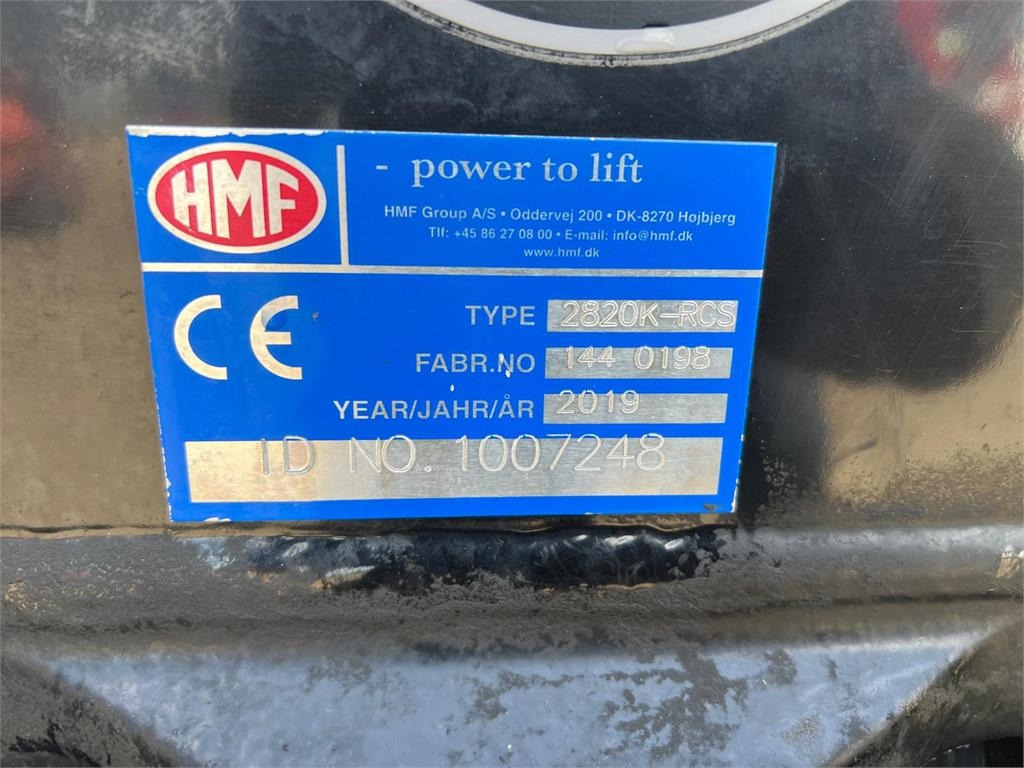 HMF
- power to lift
HMF Group A/S • Oddervej 200 • DK-8270 Højbjerg
Tlf: +45 86 27 08 00 • E-mail: info@hmf.dk
www.hmf.dk
CE
TYPE 2820K-RCS
FABR.NO 144 0198
YEAR/JAHR/ÅR 2019
ID NO. 1007248